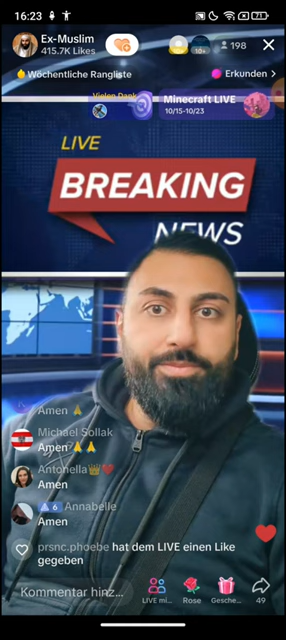 16:23
71
Ex-Muslim
415.7K Likes
10+
198
Wöchentliche Rangliste
Erkunden >
Vielen Dank
Minecraft LIVE
10/15-10/23
LIVE
BREAKING
NEWS
Amen 🙏
Michael Sollak
Amen🙏🙏
Antonella👑❤️
Amen
6 Annabelle
Amen
prsnc.phoebe hat dem LIVE einen Like
gegeben
Kommentar hinz...
LIVE mi...
Rose
Gesche...
49